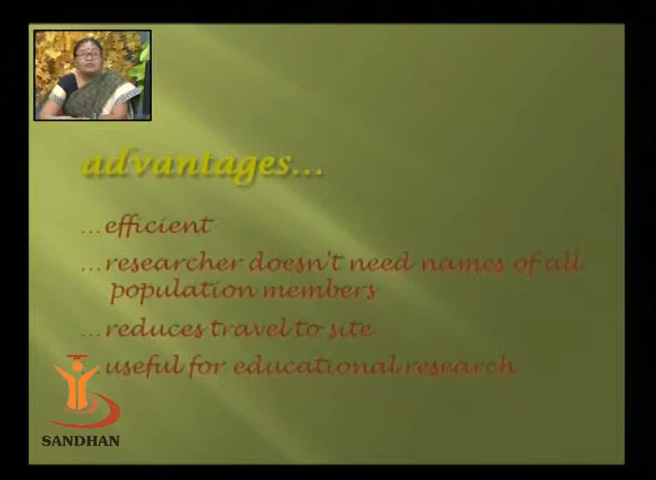 advantages...
...efficient
...researcher doesn't need names of all
population members
...reduces travel to site
..useful for educational research
SANDHAN